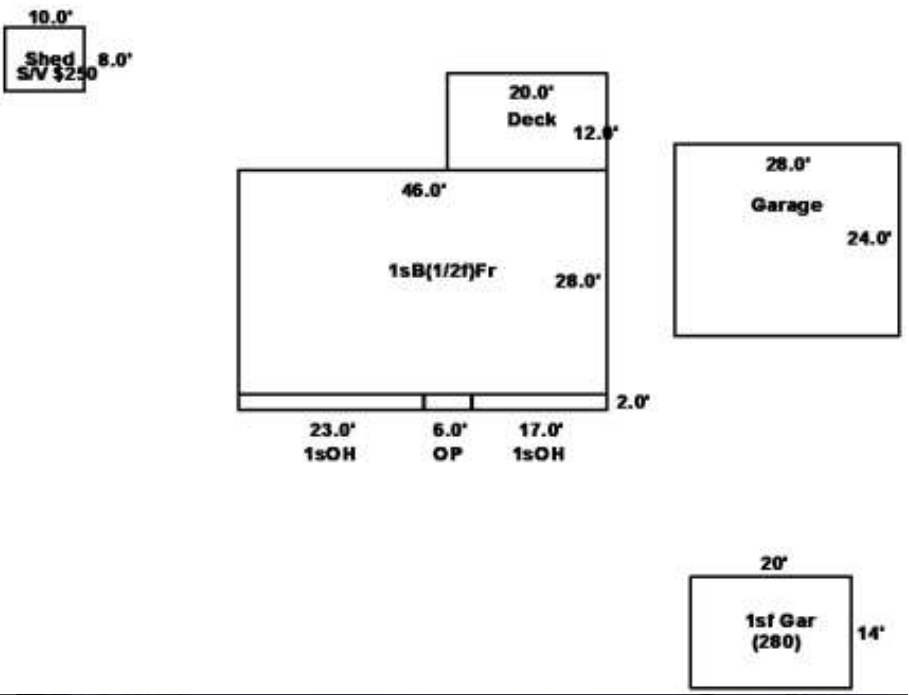 10.0'
Shed
S/V $250
8.0'
20.0'
Deck
12.0'
46.0'
1sB(1/2f)Fr
28.0'
28.0'
Garage
24.0'
2.0'
23.0'
1sOH
6.0'
OP
17.0'
1sOH
20'
1sf Gar
(280)
14'